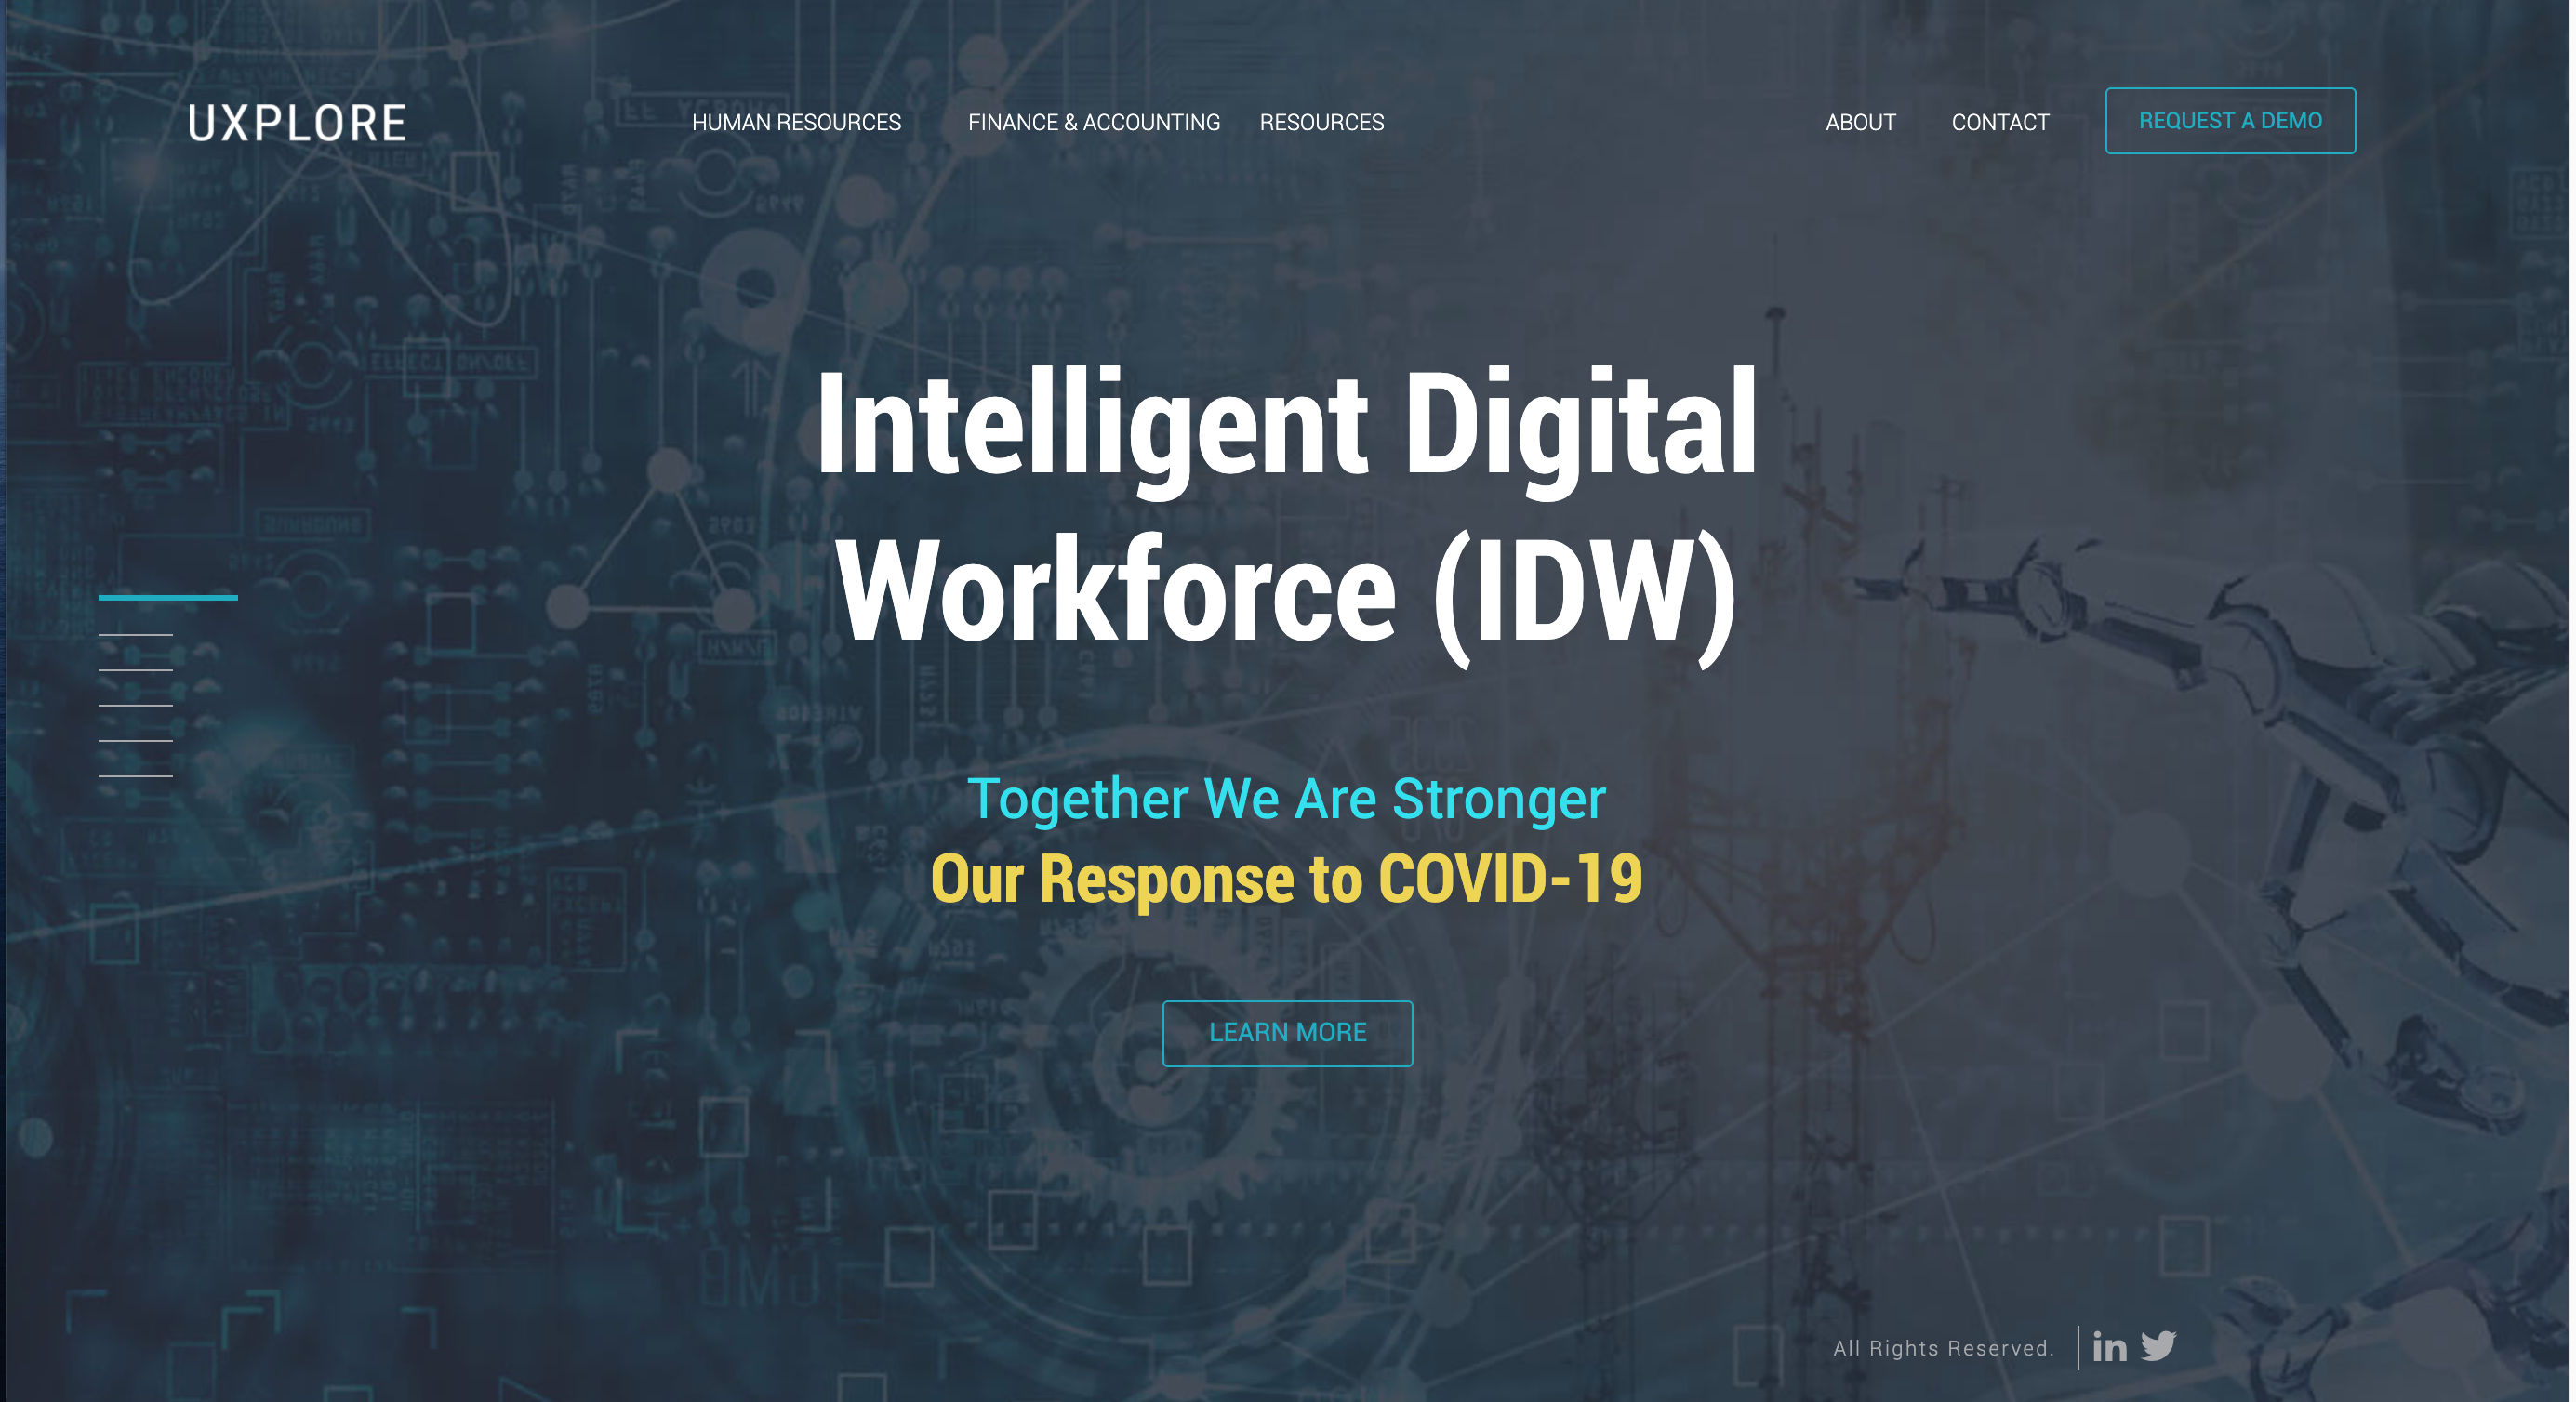 UXPLORE
HUMAN RESOURCES
FINANCE & ACCOUNTING
RESOURCES
ABOUT
CONTACT
REQUEST A DEMO
Intelligent Digital
Workforce (IDW)
Together We Are Stronger
Our Response to COVID-19
LEARN MORE
All Rights Reserved.
in